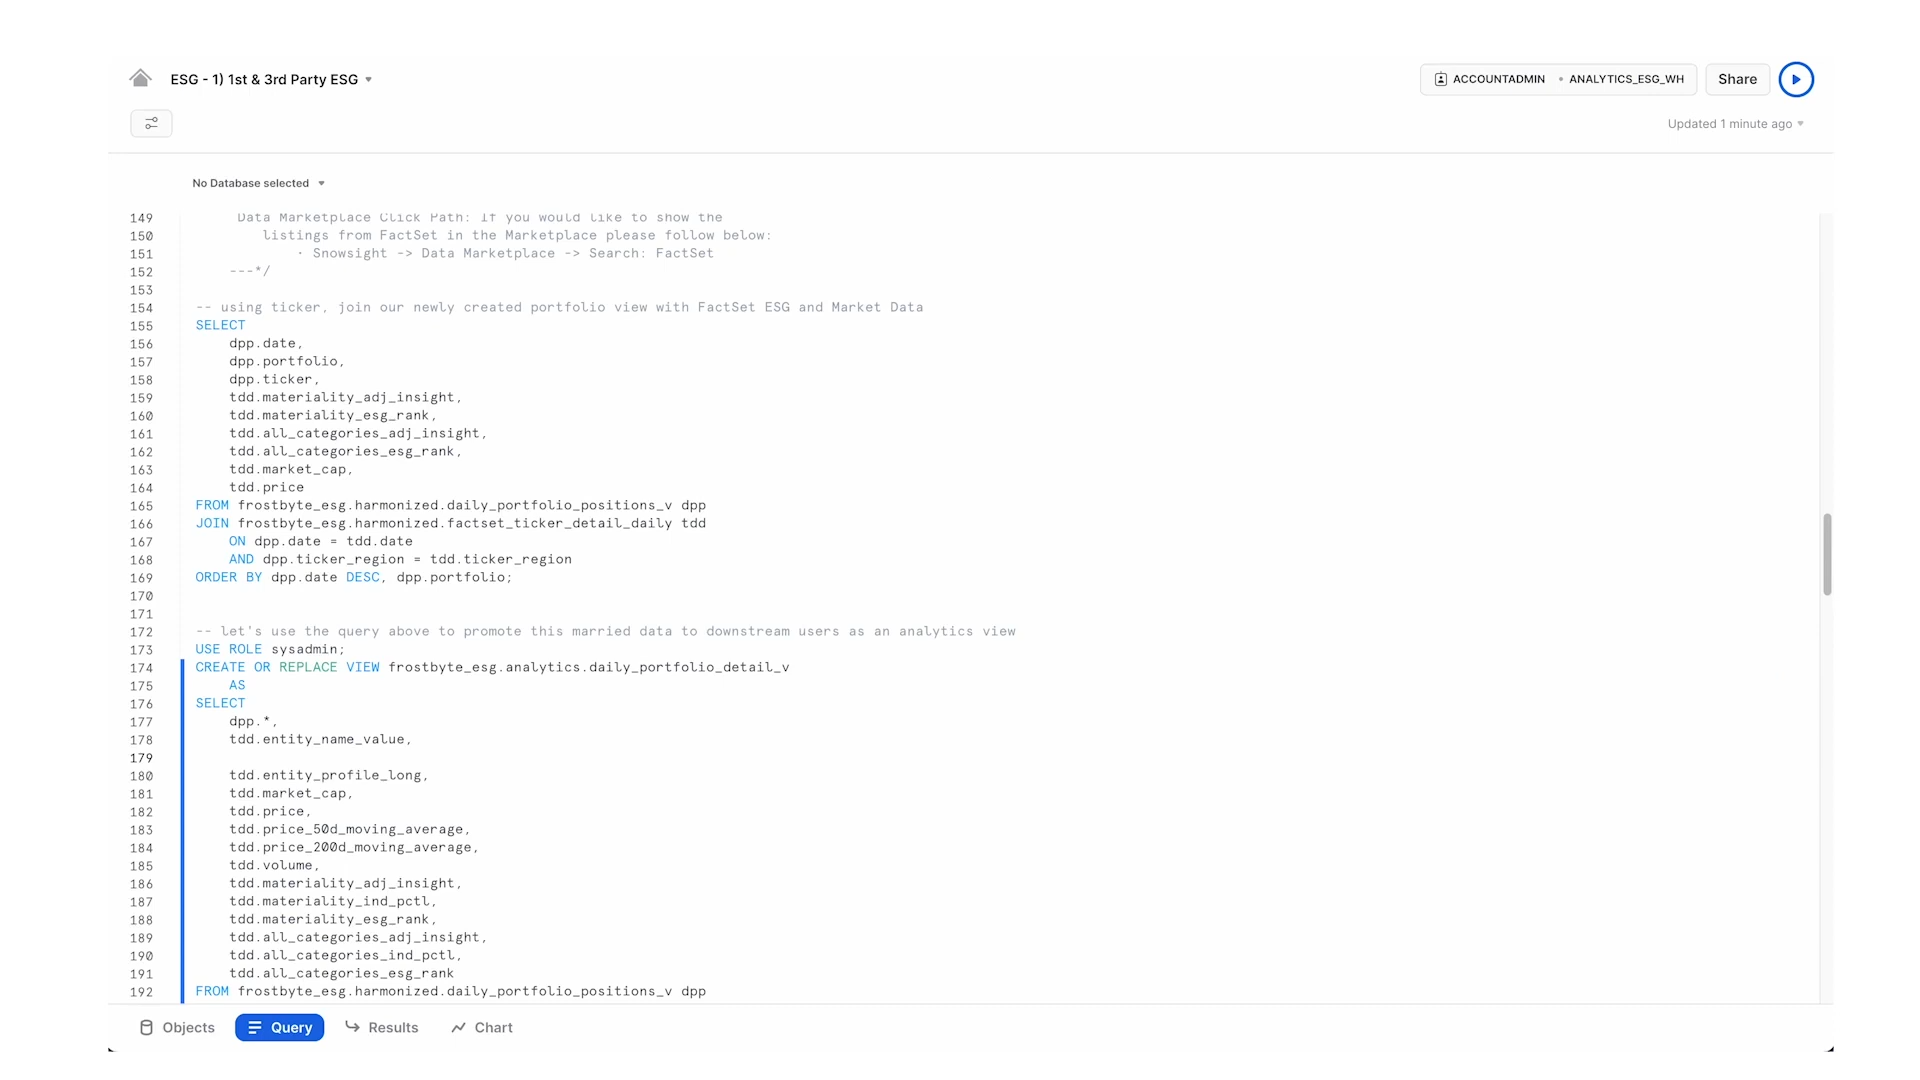 ESG - 1) 1st & 3rd Party ESG
ACCOUNTADMIN • ANALYTICS_ESG_WH
Share
Updated 1 minute ago
No Database selected
149 Data Marketplace Click Path: If you would like to show the
150 listings from FactSet in the Marketplace please follow below:
151 · Snowsight -> Data Marketplace -> Search: FactSet
152 ---*/
153
154 -- using ticker, join our newly created portfolio view with FactSet ESG and Market Data
155 SELECT
156 dpp.date,
157 dpp.portfolio,
158 dpp.ticker,
159 tdd.materiality_adj_insight,
160 tdd.materiality_esg_rank,
161 tdd.all_categories_adj_insight,
162 tdd.all_categories_esg_rank,
163 tdd.market_cap,
164 tdd.price
165 FROM frostbyte_esg.harmonized.daily_portfolio_positions_v dpp
166 JOIN frostbyte_esg.harmonized.factset_ticker_detail_daily tdd
167 ON dpp.date = tdd.date
168 AND dpp.ticker_region = tdd.ticker_region
169 ORDER BY dpp.date DESC, dpp.portfolio;
170
171
172 -- let's use the query above to promote this married data to downstream users as an analytics view
173 USE ROLE sysadmin;
174 CREATE OR REPLACE VIEW frostbyte_esg.analytics.daily_portfolio_detail_v
175 AS
176 SELECT
177 dpp.*,
178 tdd.entity_name_value,
179
180 tdd.entity_profile_long,
181 tdd.market_cap,
182 tdd.price,
183 tdd.price_50d_moving_average,
184 tdd.price_200d_moving_average,
185 tdd.volume,
186 tdd.materiality_adj_insight,
187 tdd.materiality_ind_pctl,
188 tdd.materiality_esg_rank,
189 tdd.all_categories_adj_insight,
190 tdd.all_categories_ind_pctl,
191 tdd.all_categories_esg_rank
192 FROM frostbyte_esg.harmonized.daily_portfolio_positions_v dpp
Objects Query Results Chart